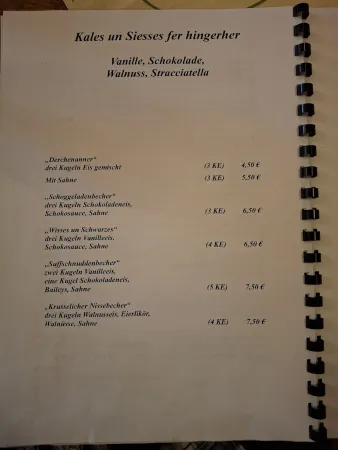 Kales un Siesses fer hingerher
Vanille, Schokolade,
Walnuss, Stracciatella
„Derchenanner“
drei Kugeln Eis gemischt (3 KE) 4,50 €
Mit Sahne (3 KE) 5,50 €
„Schoggeladenbecher“
drei Kugeln Schokoladeneis,
Schokosauce, Sahne (3 KE) 6,50 €
„Wisses un Schwarzes“
drei Kugeln Vanilleeis,
Schokosauce, Sahne (4 KE) 6,50 €
„Suffschnuddenbecher“
zwei Kugeln Vanilleeis,
eine Kugel Schokoladeneis,
Baileys, Sahne (5 KE) 7,50 €
„Krusselicher Nissebecher“
drei Kugeln Walnusseis, Eierlikör,
Walnüsse, Sahne (4 KE) 7,50 €